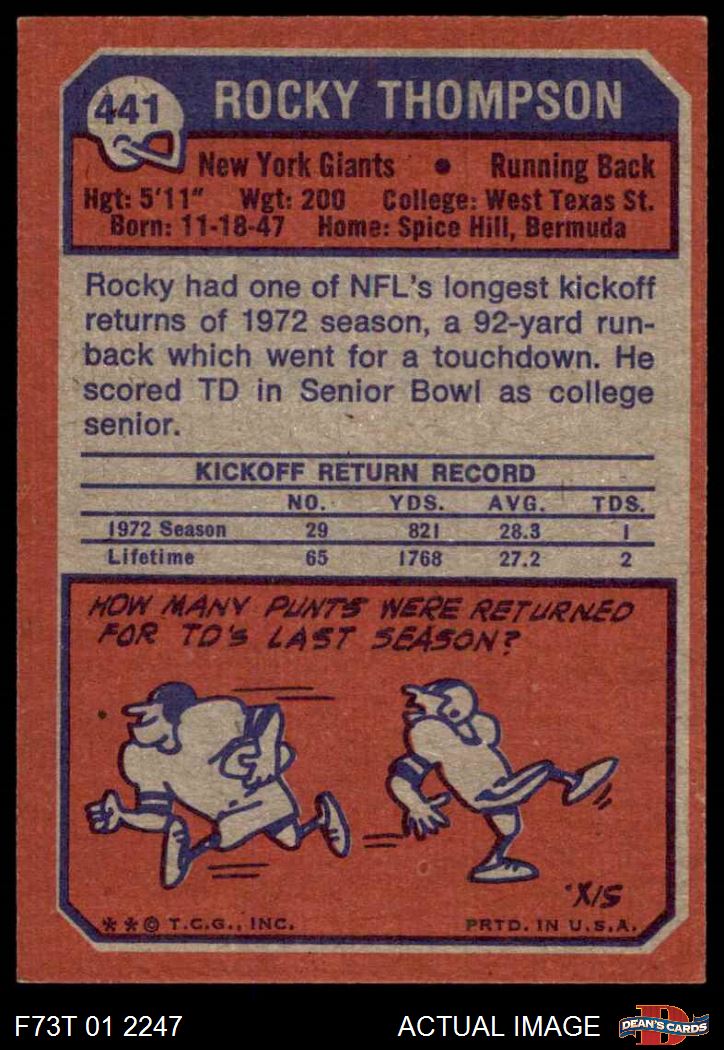 441
ROCKY THOMPSON
New York Giants • Running Back
Hgt: 5'11" Wgt: 200 College: West Texas St.
Born: 11-18-47 Home: Spice Hill, Bermuda
Rocky had one of NFL's longest kickoff
returns of 1972 season, a 92-yard run-
back which went for a touchdown. He
scored TD in Senior Bowl as college
senior.
KICKOFF RETURN RECORD
NO. YDS. AVG. TDS.
1972 Season 29 821 28.3 1
Lifetime 65 1768 27.2 2
HOW MANY PUNTS WERE RETURNED
FOR TD'S LAST SEASON?
XIS
* * © T.C.G., INC. PRTD. IN U.S.A.
F73T 01 2247 ACTUAL IMAGE
D
DEAN'S CARDS